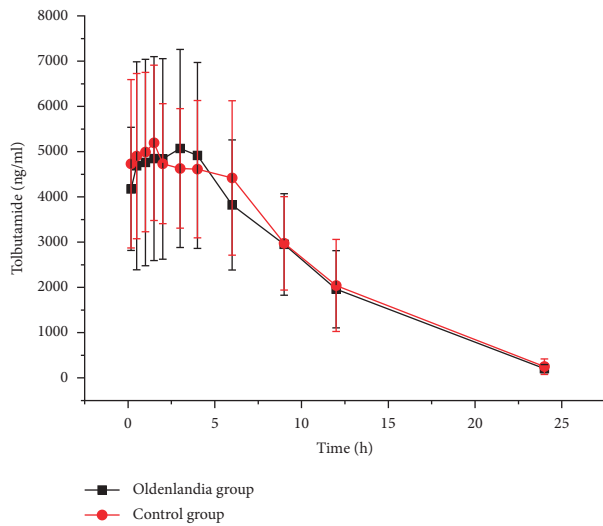 8000
7000
6000
5000
4000
3000
2000
1000
0
Tolbutamide (ng/ml)
0 5 10 15 20 25
Time (h)
Oldenlandia group
Control group